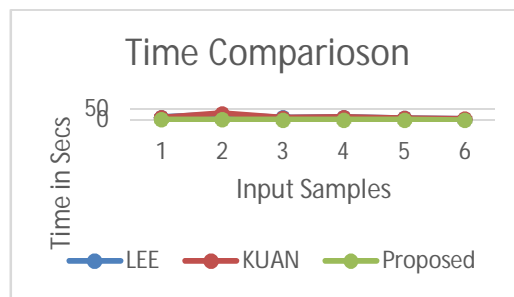 Time Comparioson
50
0
Time in Secs
1 2 3 4 5 6
Input Samples
LEE KUAN Proposed